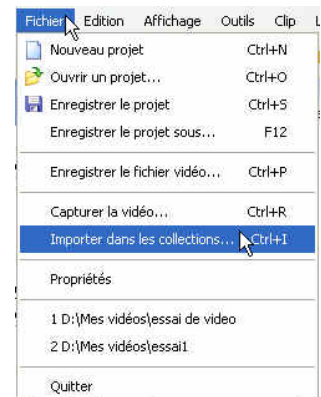 Fichier Edition Affichage Outils Clip L
Nouveau projet Ctrl+N
Ouvrir un projet... Ctrl+O
Enregistrer le projet Ctrl+S
Enregistrer le projet sous... F12
Enregistrer le fichier vidéo... Ctrl+P
Capturer la vidéo... Ctrl+R
Importer dans les collections... Ctrl+I
Propriétés
1 D:\Mes vidéos\essai de video
2 D:\Mes vidéos\essai1
Quitter